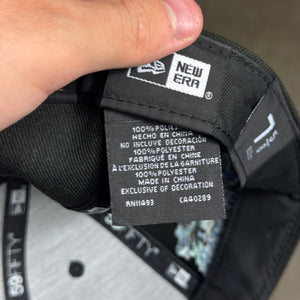 NEW
ERA
®
100%POLIES
HECHO EN CHINA
NO INCLUYE DECORACIÓN
100%POLYESTER
FABRIQUÉ EN CHINE
À L'EXCLUSION DE LA GARNITURE
100%POLYESTER
MADE IN CHINA
EXCLUSIVE OF DECORATION
RN11493 CA40289
59FIFTY